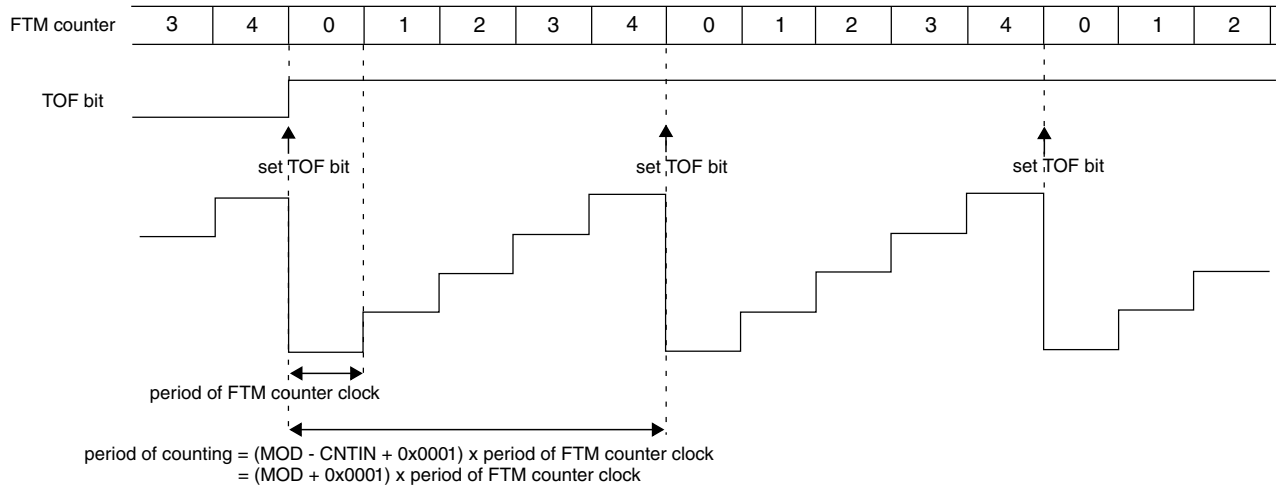 FTM counter 3 4 0 1 2 3 4 0 1 2 3 4 0 1 2
TOF bit
set TOF bit set TOF bit set TOF bit
period of FTM counter clock
period of counting = (MOD - CNTIN + 0x0001) x period of FTM counter clock
= (MOD + 0x0001) x period of FTM counter clock